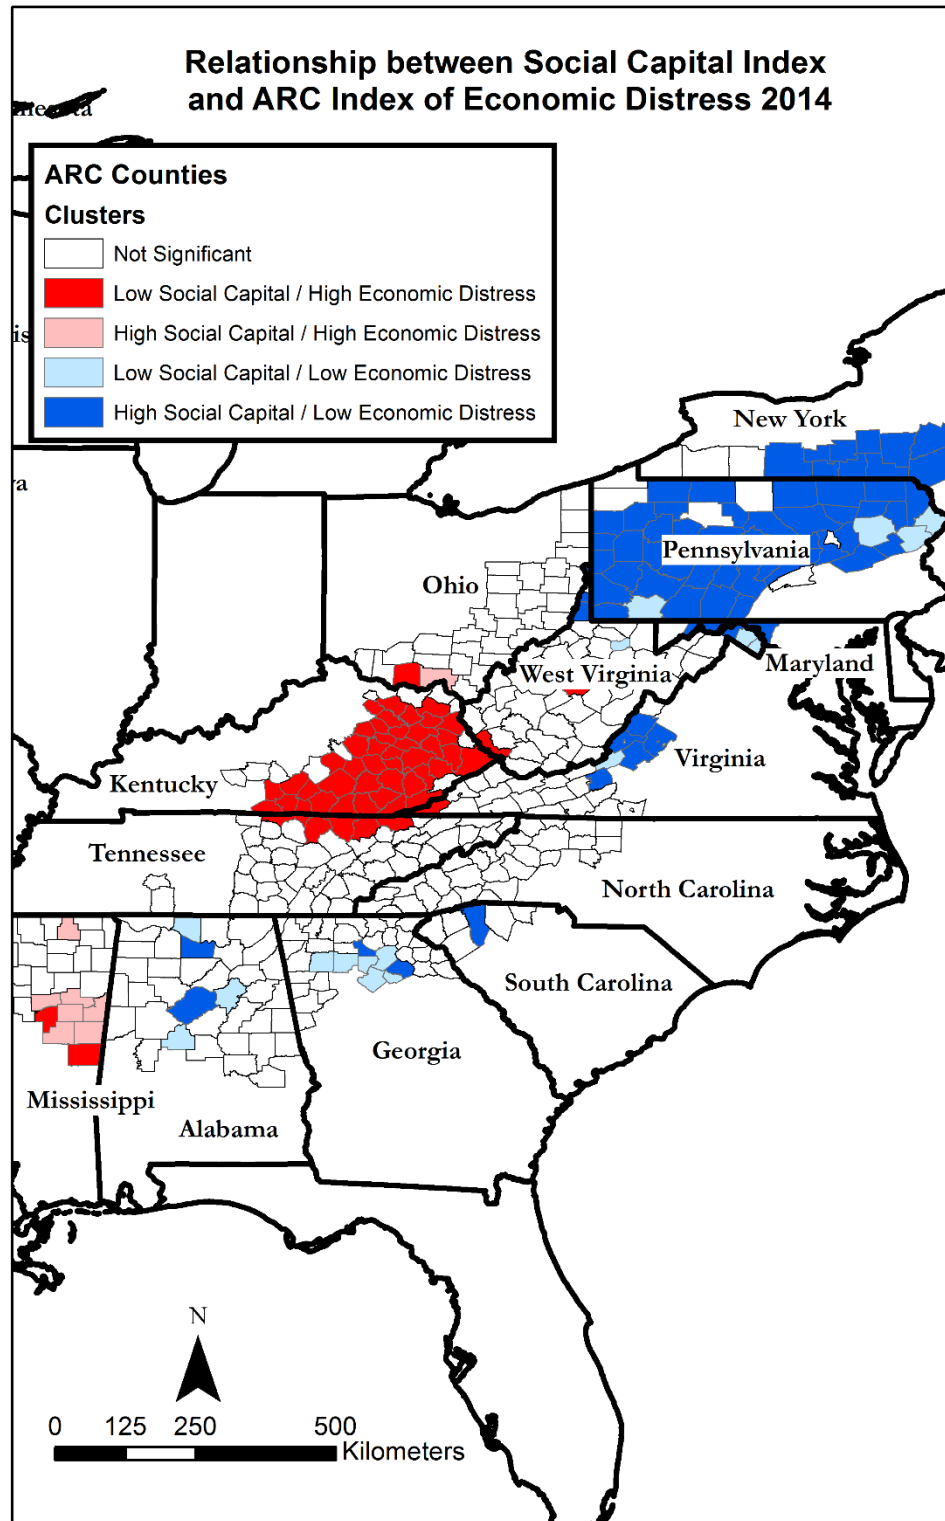 Relationship between Social Capital Index
and ARC Index of Economic Distress 2014
ARC Counties
Clusters
Not Significant
Low Social Capital / High Economic Distress
High Social Capital / High Economic Distress
Low Social Capital / Low Economic Distress
High Social Capital / Low Economic Distress
New York
Pennsylvania
Ohio
West Virginia
Maryland
Virginia
Kentucky
Tennessee
North Carolina
South Carolina
Georgia
Mississippi
Alabama
N
0 125 250 500
Kilometers